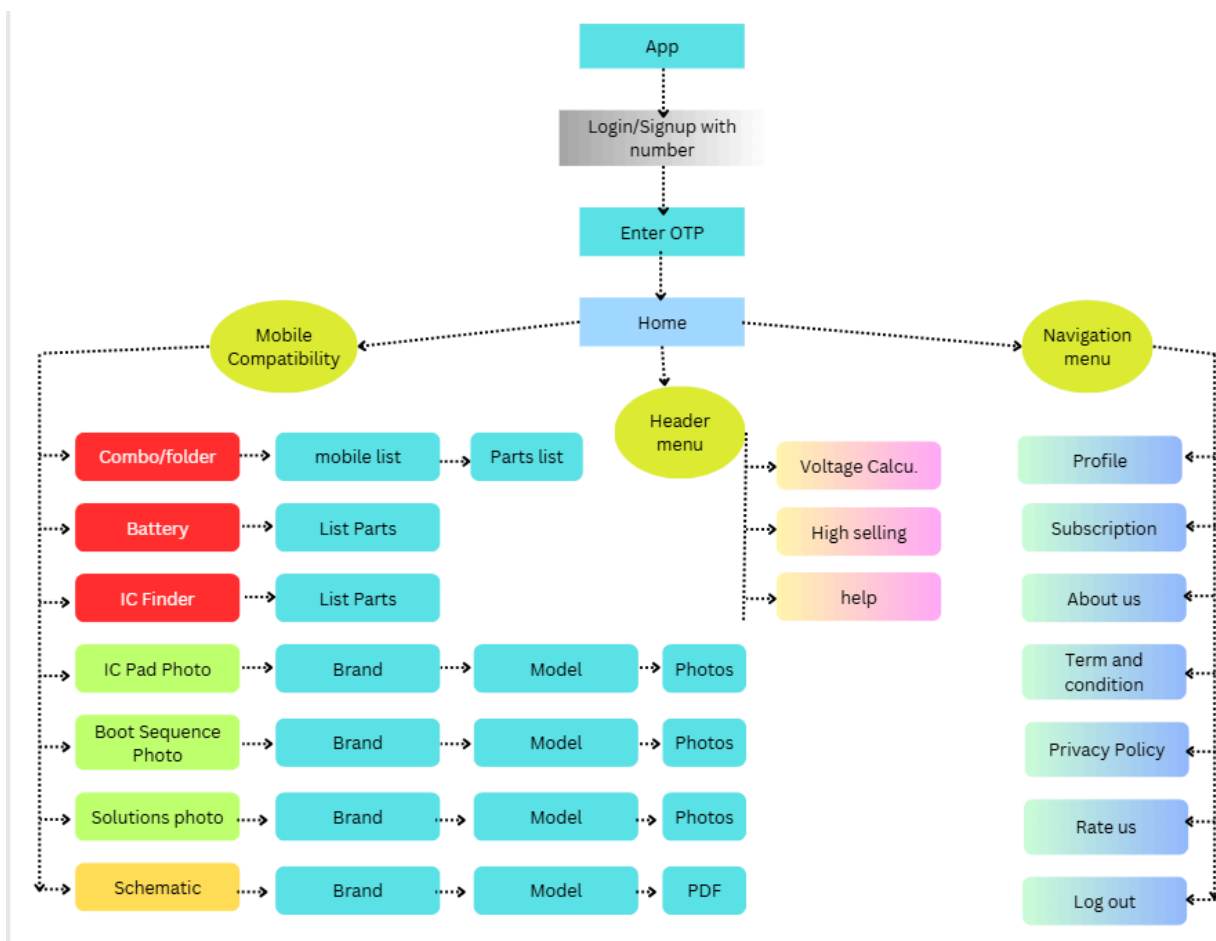 App
Login/Signup with
number
Enter OTP
Home
Mobile
Compatibility
Header
menu
Navigation
menu
Combo/folder
mobile list
Parts list
Battery
List Parts
IC Finder
List Parts
IC Pad Photo
Brand
Model
Photos
Boot Sequence
Photo
Brand
Model
Photos
Solutions photo
Brand
Model
Photos
Schematic
Brand
Model
PDF
Voltage Calcu.
High selling
help
Profile
Subscription
About us
Term and
condition
Privacy Policy
Rate us
Log out